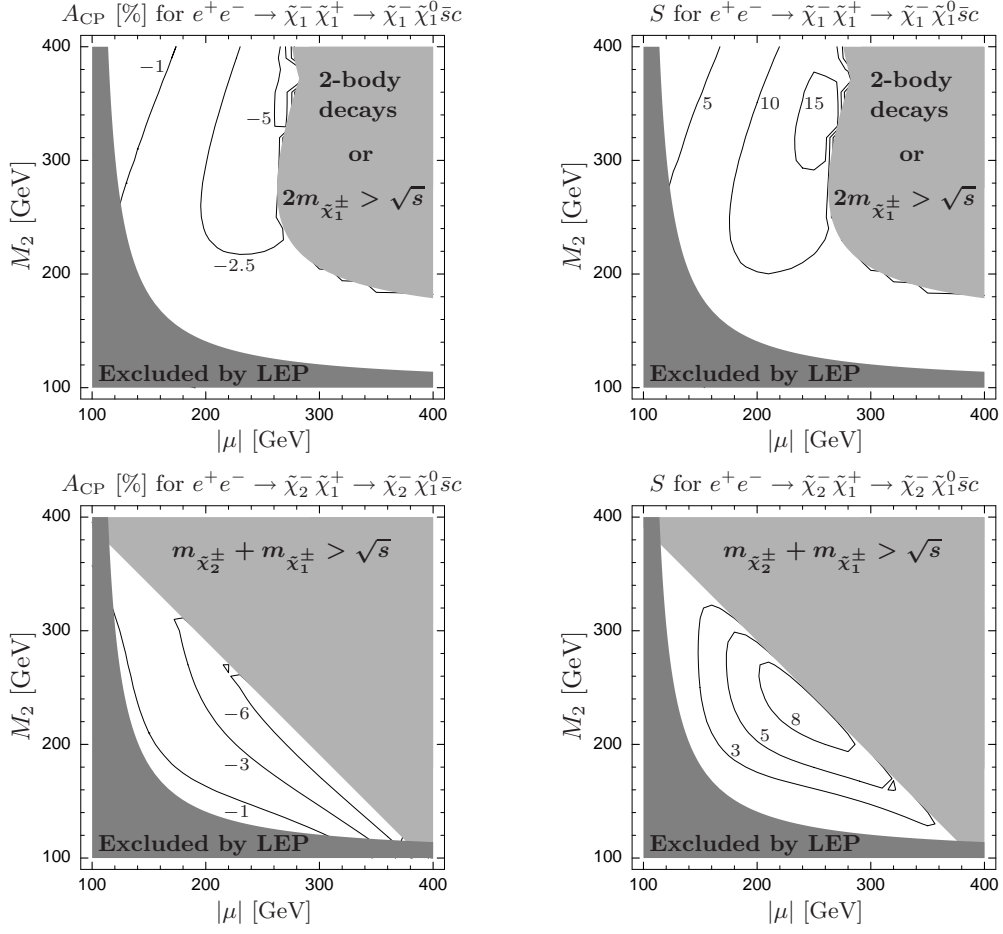 A_CP [%] for e⁺e⁻ → χ̃₁⁻ χ̃₁⁺ → χ̃₁⁻ χ̃₁⁰ s̄c
400
300
200
100
M₂ [GeV]
−1
−5
−2.5
2-body
decays
or
2m_χ̃₁^± > √s
Excluded by LEP
100 200 300 400
|μ| [GeV]
S for e⁺e⁻ → χ̃₁⁻ χ̃₁⁺ → χ̃₁⁻ χ̃₁⁰ s̄c
400
300
200
100
M₂ [GeV]
5
10
15
2-body
decays
or
2m_χ̃₁^± > √s
Excluded by LEP
100 200 300 400
|μ| [GeV]
A_CP [%] for e⁺e⁻ → χ̃₂⁻ χ̃₁⁺ → χ̃₂⁻ χ̃₁⁰ s̄c
400
300
200
100
M₂ [GeV]
m_χ̃₂^± + m_χ̃₁^± > √s
−6
−3
−1
Excluded by LEP
100 200 300 400
|μ| [GeV]
S for e⁺e⁻ → χ̃₂⁻ χ̃₁⁺ → χ̃₂⁻ χ̃₁⁰ s̄c
400
300
200
100
M₂ [GeV]
m_χ̃₂^± + m_χ̃₁^± > √s
8
5
3
Excluded by LEP
100 200 300 400
|μ| [GeV]